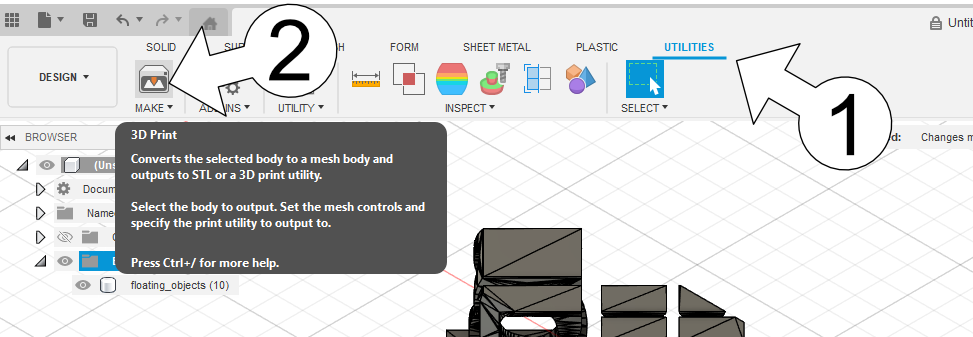 Untit
SOLID
FORM
SHEET METAL
PLASTIC
UTILITIES
2
1
DESIGN
MAKE
UTILITY
INSPECT
SELECT
BROWSER
Changes m
3D Print
Converts the selected body to a mesh body and
outputs to STL or a 3D print utility.
Select the body to output. Set the mesh controls and
specify the print utility to output to.
Press Ctrl+/ for more help.
(Uns
Docum
Name
floating_objects (10)